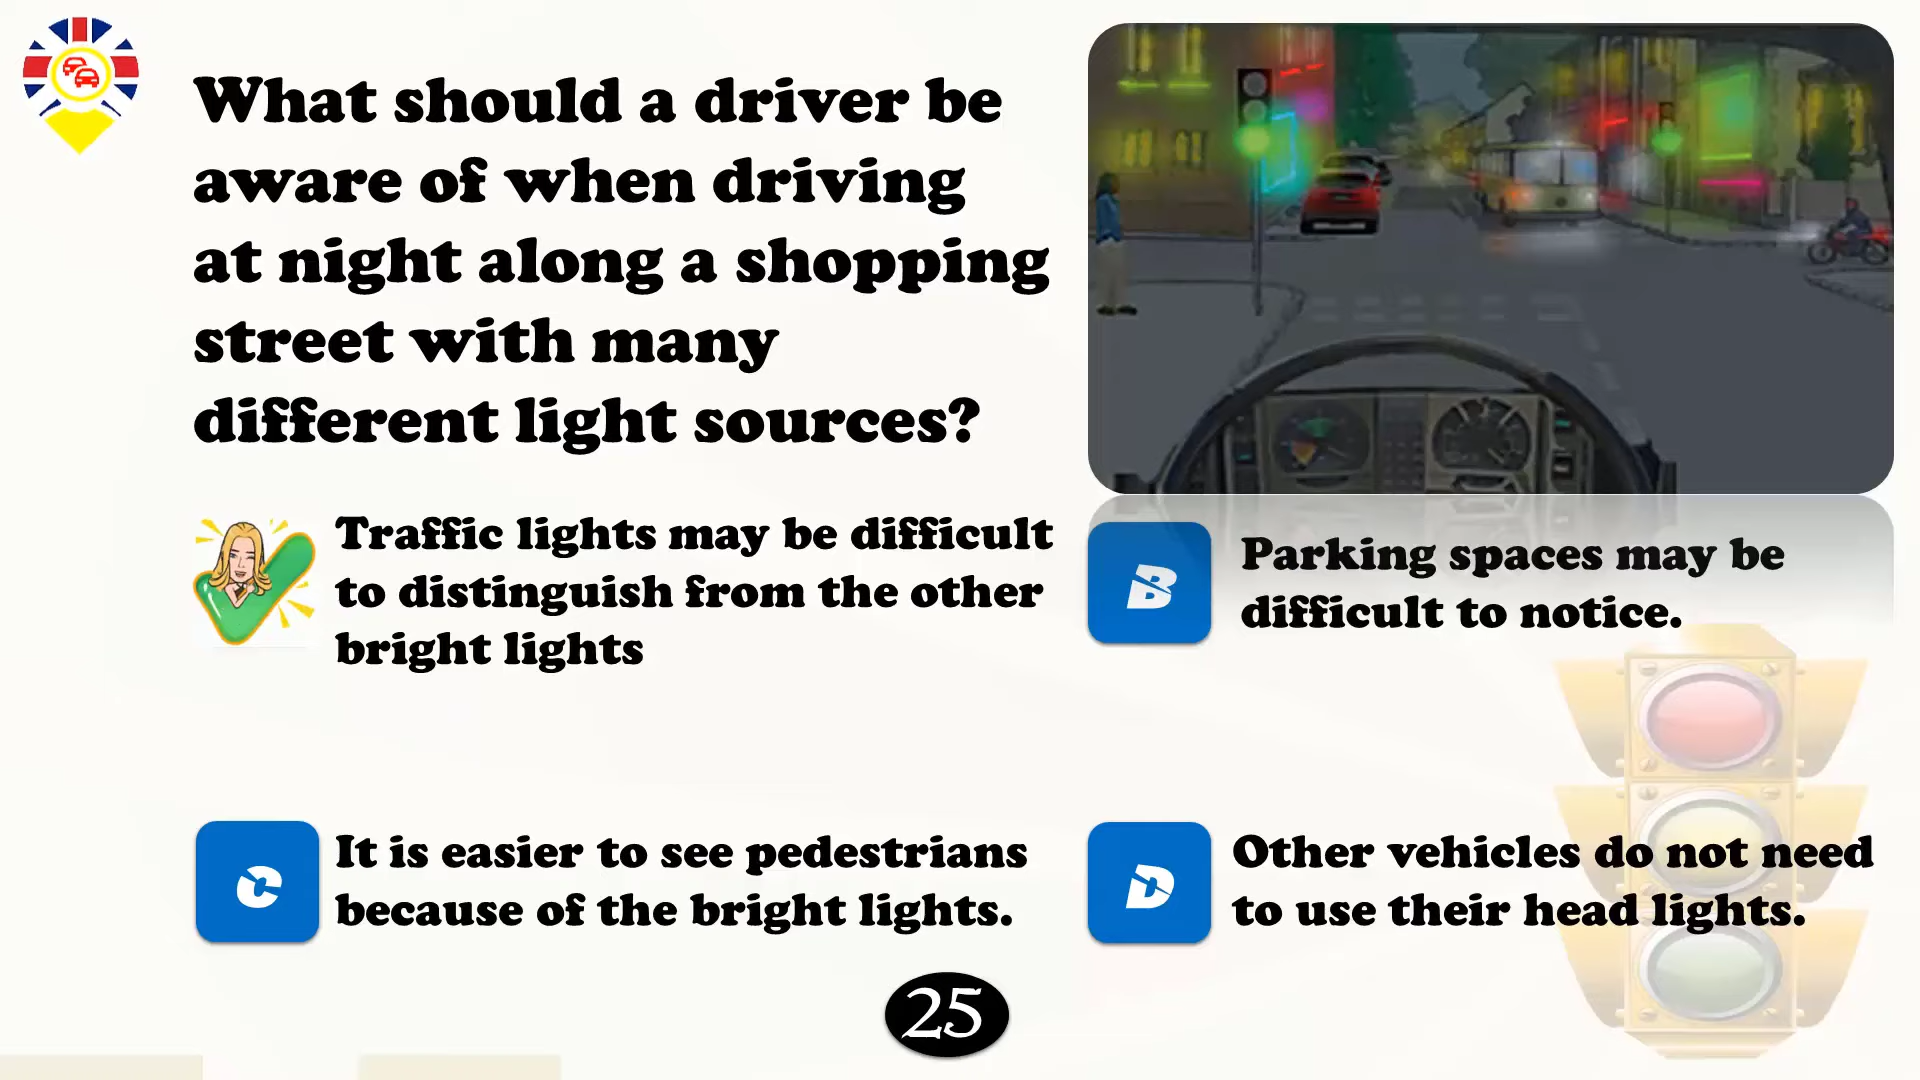 What should a driver be
aware of when driving
at night along a shopping
street with many
different light sources?
Traffic lights may be difficult
to distinguish from the other
bright lights
B
Parking spaces may be
difficult to notice.
C
It is easier to see pedestrians
because of the bright lights.
D
Other vehicles do not need
to use their head lights.
25